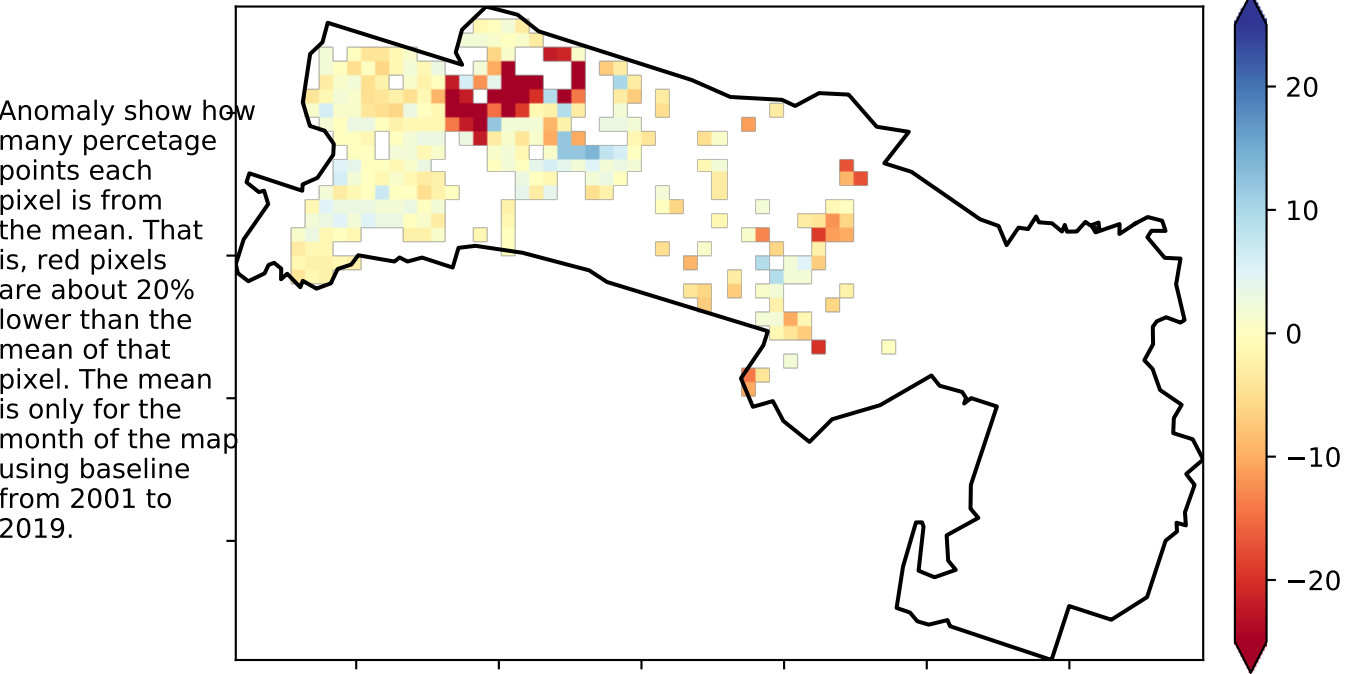 Anomaly show how
many percetage
points each
pixel is from
the mean. That
is, red pixels
are about 20%
lower than the
mean of that
pixel. The mean
is only for the
month of the map
using baseline
from 2001 to
2019.
20
10
0
−10
−20